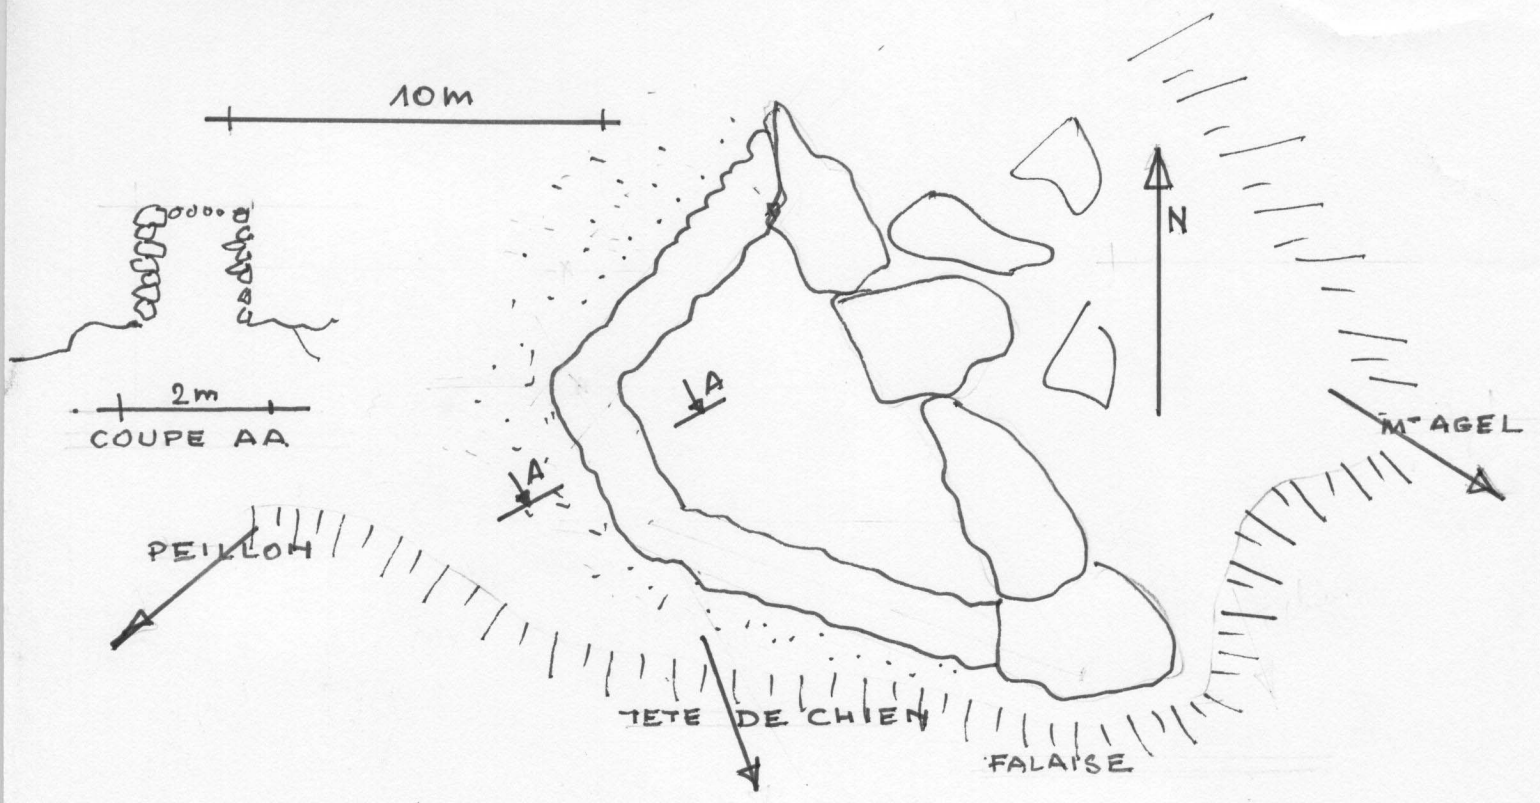 10m
N
2m
COUPE AA
A
A'
Mᵗ AGEL
PEILLON
TETE DE CHIEN
FALAISE